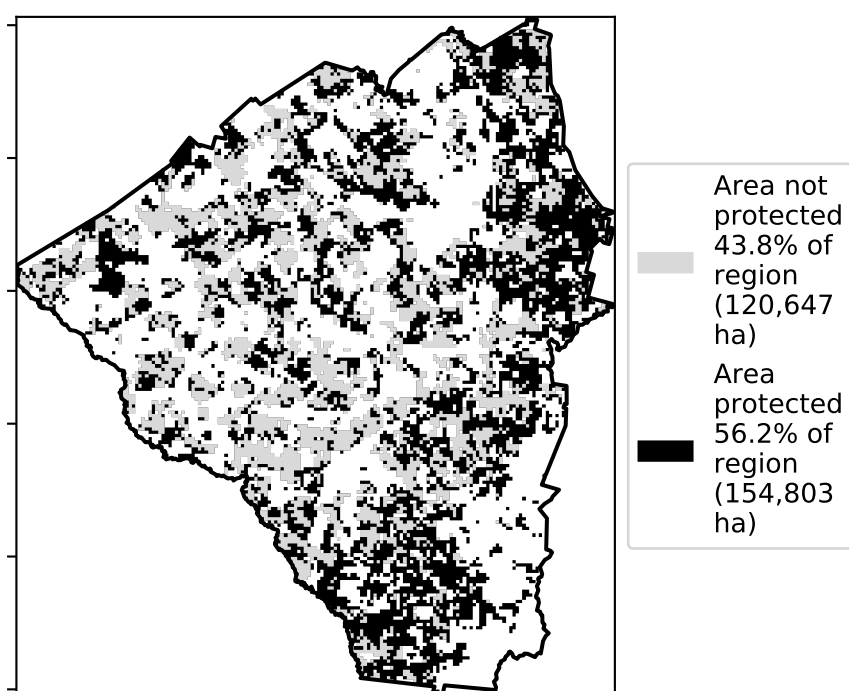 Area not
protected
43.8% of
region
(120,647
ha)
Area
protected
56.2% of
region
(154,803
ha)